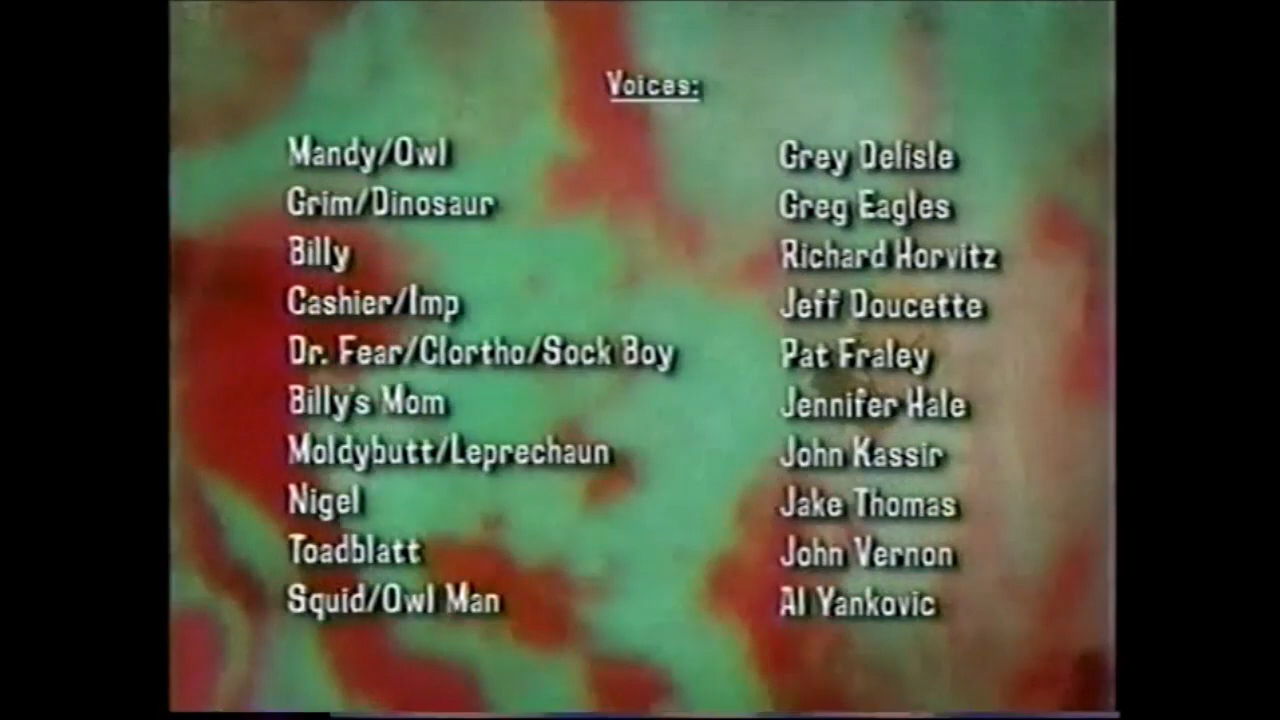 Voices:
Mandy/Owl Grey Delisle
Grim/Dinosaur Greg Eagles
Billy Richard Horvitz
Cashier/Imp Jeff Doucette
Dr. Fear/Clortho/Sock Boy Pat Fraley
Billy's Mom Jennifer Hale
Moldybutt/Leprechaun John Kassir
Nigel Jake Thomas
Toadblatt John Vernon
Squid/Owl Man Al Yankovic